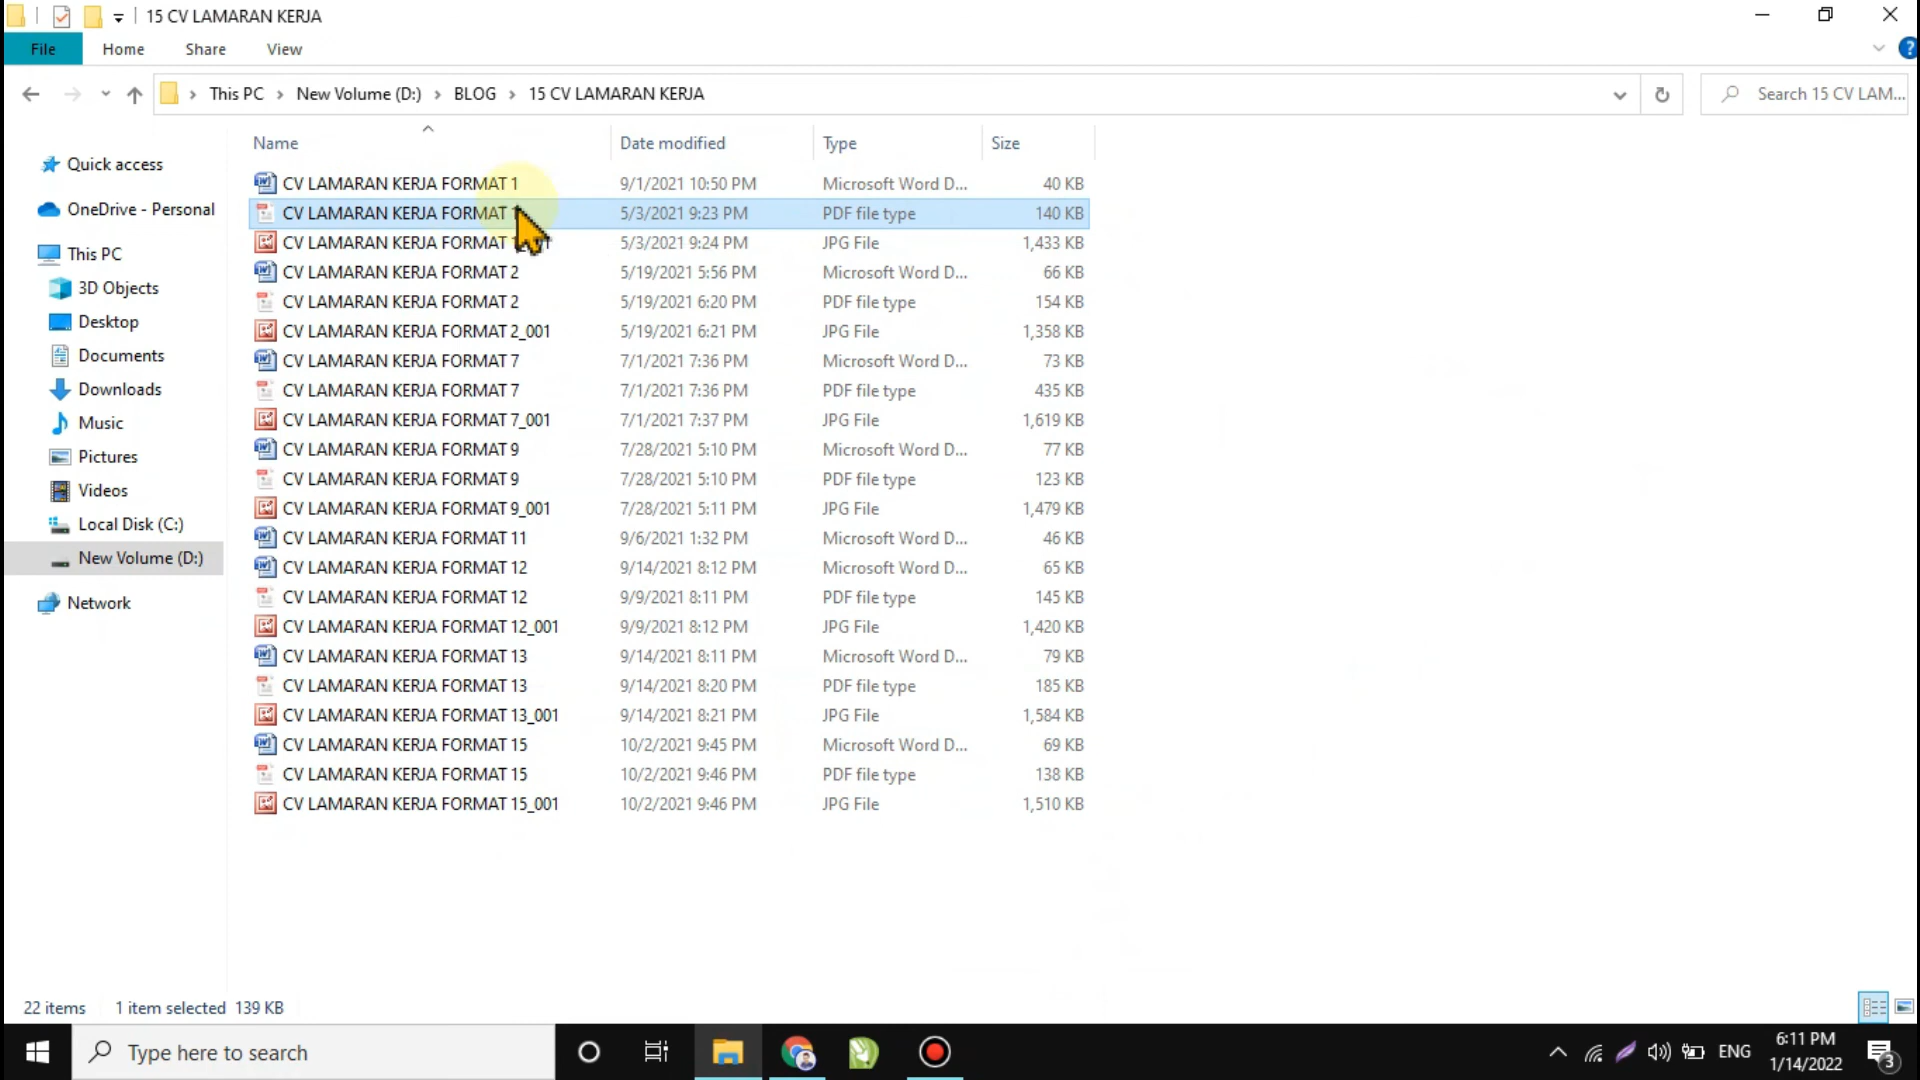 15 CV LAMARAN KERJA
File Home Share View
This PC New Volume (D:) BLOG 15 CV LAMARAN KERJA
Search 15 CV LAM...
Name Date modified Type Size
Quick access
OneDrive - Personal
This PC
3D Objects
Desktop
Documents
Downloads
Music
Pictures
Videos
Local Disk (C:)
New Volume (D:)
Network
CV LAMARAN KERJA FORMAT 1 9/1/2021 10:50 PM Microsoft Word D... 40 KB
CV LAMARAN KERJA FORMAT 1 5/3/2021 9:23 PM PDF file type 140 KB
CV LAMARAN KERJA FORMAT 5/3/2021 9:24 PM JPG File 1,433 KB
CV LAMARAN KERJA FORMAT 2 5/19/2021 5:56 PM Microsoft Word D... 66 KB
CV LAMARAN KERJA FORMAT 2 5/19/2021 6:20 PM PDF file type 154 KB
CV LAMARAN KERJA FORMAT 2_001 5/19/2021 6:21 PM JPG File 1,358 KB
CV LAMARAN KERJA FORMAT 7 7/1/2021 7:36 PM Microsoft Word D... 73 KB
CV LAMARAN KERJA FORMAT 7 7/1/2021 7:36 PM PDF file type 435 KB
CV LAMARAN KERJA FORMAT 7_001 7/1/2021 7:37 PM JPG File 1,619 KB
CV LAMARAN KERJA FORMAT 9 7/28/2021 5:10 PM Microsoft Word D... 77 KB
CV LAMARAN KERJA FORMAT 9 7/28/2021 5:10 PM PDF file type 123 KB
CV LAMARAN KERJA FORMAT 9_001 7/28/2021 5:11 PM JPG File 1,479 KB
CV LAMARAN KERJA FORMAT 11 9/6/2021 1:32 PM Microsoft Word D... 46 KB
CV LAMARAN KERJA FORMAT 12 9/14/2021 8:12 PM Microsoft Word D... 65 KB
CV LAMARAN KERJA FORMAT 12 9/9/2021 8:11 PM PDF file type 145 KB
CV LAMARAN KERJA FORMAT 12_001 9/9/2021 8:12 PM JPG File 1,420 KB
CV LAMARAN KERJA FORMAT 13 9/14/2021 8:11 PM Microsoft Word D... 79 KB
CV LAMARAN KERJA FORMAT 13 9/14/2021 8:20 PM PDF file type 185 KB
CV LAMARAN KERJA FORMAT 13_001 9/14/2021 8:21 PM JPG File 1,584 KB
CV LAMARAN KERJA FORMAT 15 10/2/2021 9:45 PM Microsoft Word D... 69 KB
CV LAMARAN KERJA FORMAT 15 10/2/2021 9:46 PM PDF file type 138 KB
CV LAMARAN KERJA FORMAT 15_001 10/2/2021 9:46 PM JPG File 1,510 KB
22 items 1 item selected 139 KB
Type here to search
ENG
6:11 PM
1/14/2022
3